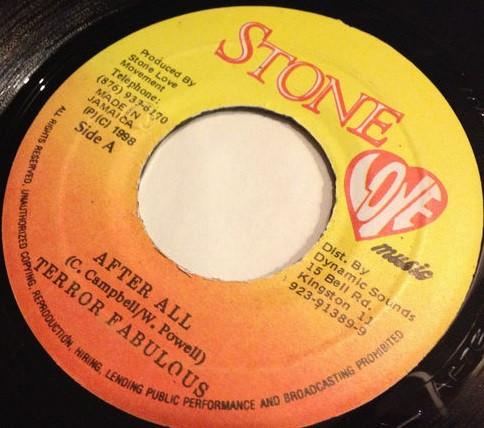 STONE
LOVE
music
Produced By
Stone Love
Movement
Telephone:
MADE IN
JAMAICA
(P)(C) 1998
Side A
Dist. By
Dynamic Sounds
15 Bell Rd.
Kingston 11
923-91389-9
AFTER ALL
(C. Campbell/W. Powell)
TERROR FABULOUS
ALL RIGHTS RESERVED. UNAUTHORIZED COPYING, REPRODUCTION, HIRING, LENDING PUBLIC PERFORMANCE AND BROADCASTING PROHIBITED